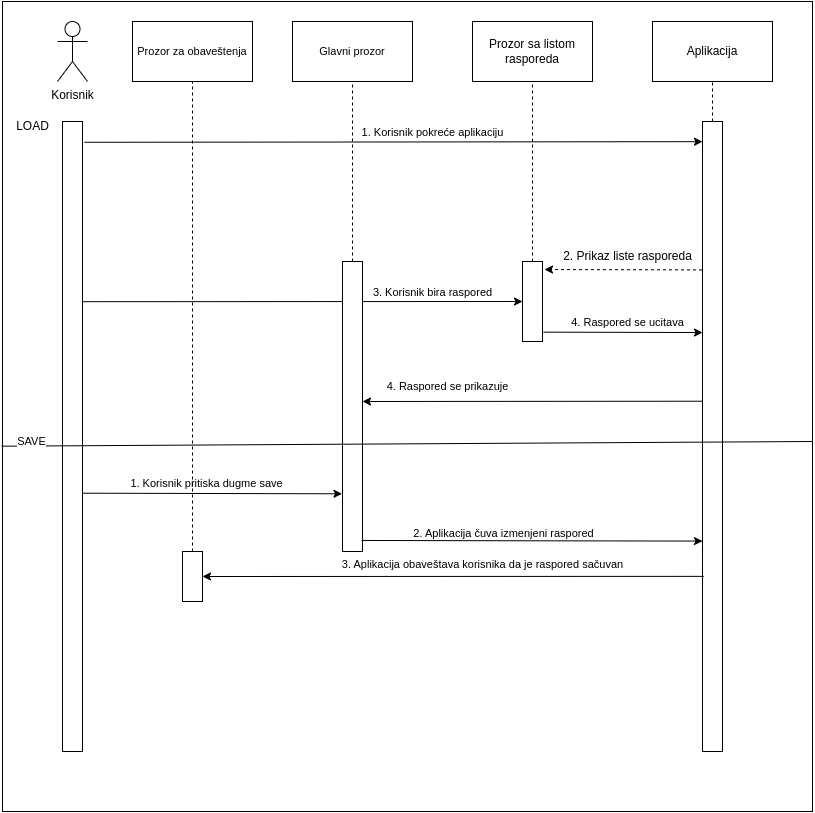 Korisnik
Prozor za obaveštenja
Glavni prozor
Prozor sa listom
rasporeda
Aplikacija
LOAD
1. Korisnik pokreće aplikaciju
2. Prikaz liste rasporeda
3. Korisnik bira raspored
4. Raspored se ucitava
4. Raspored se prikazuje
SAVE
1. Korisnik pritiska dugme save
2. Aplikacija čuva izmenjeni raspored
3. Aplikacija obaveštava korisnika da je raspored sačuvan